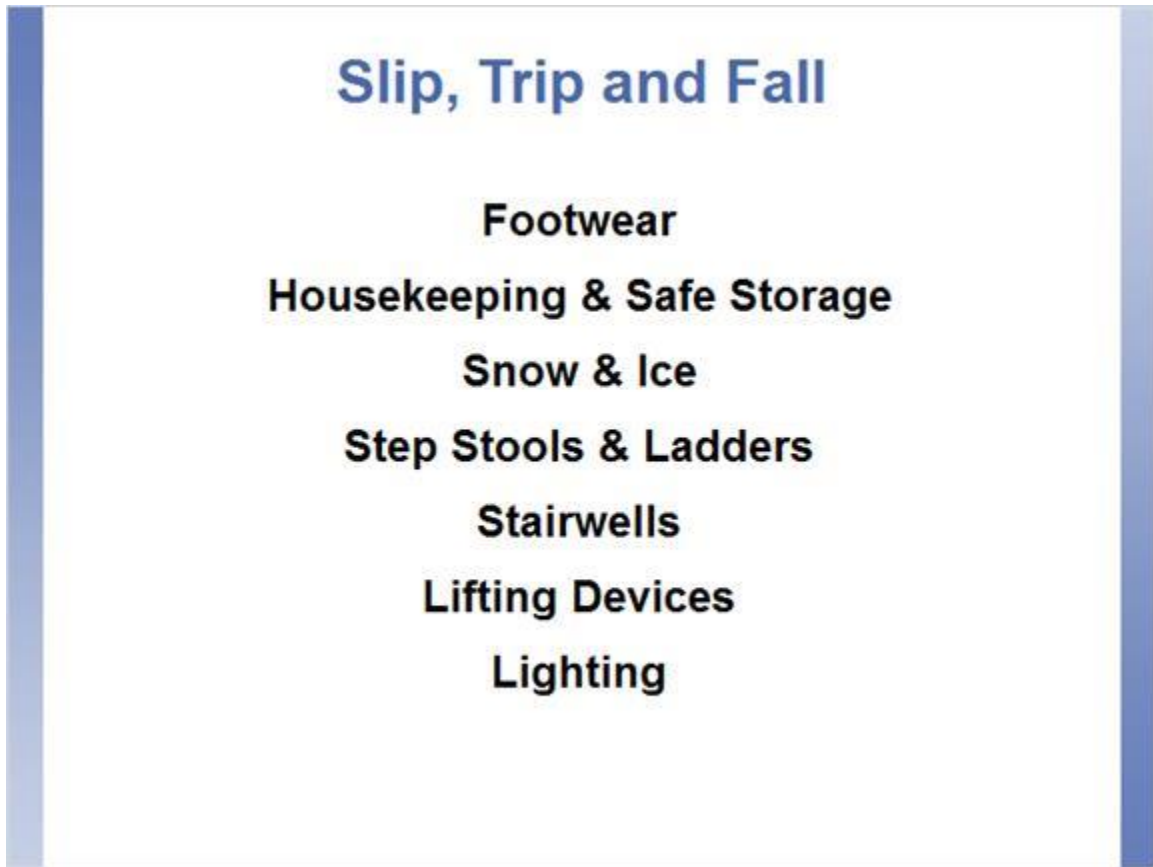 Slip, Trip and Fall
Footwear
Housekeeping & Safe Storage
Snow & Ice
Step Stools & Ladders
Stairwells
Lifting Devices
Lighting